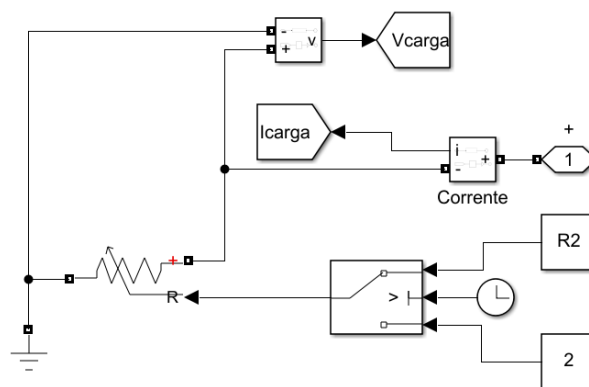 - v
+
Vcarga
Icarga
i
+
-
Corrente
+
1
+
R
>
R2
2